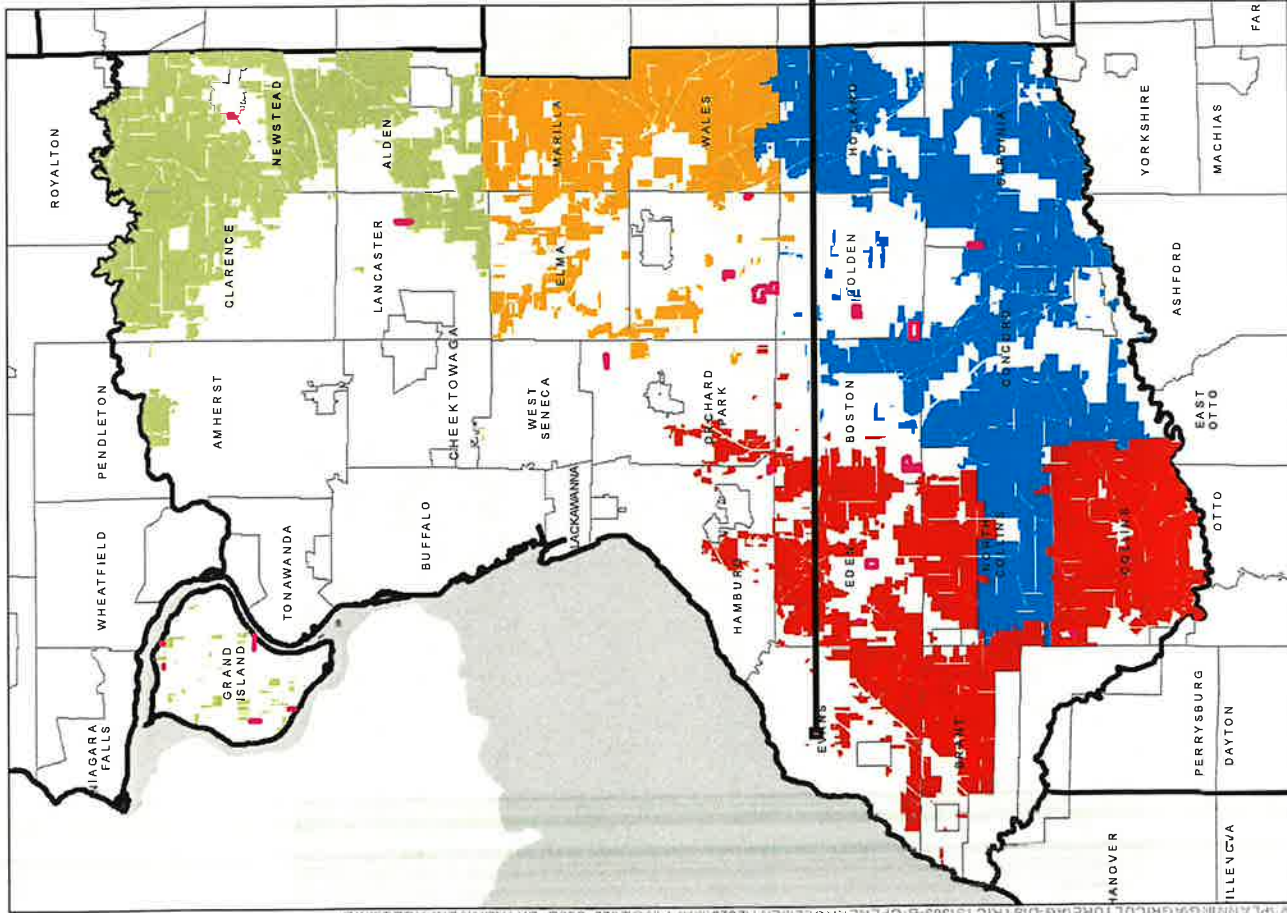 ROYALTON
PENDLETON
WHEATFIELD
NIAGARA
FALLS
NEWSTEAD
CLARENCE
AMHERST
GRAND
ISLAND
TONAWANDA
ALDEN
LANCASTER
CHEEKTOWAGA
BUFFALO
MARILLA
ELMA
WEST
SENECA
LACKAWANNA
WALES
ORCHARD
PARK
HAMBURG
HOLLAND
COLDEN
BOSTON
EDEN
EVANS
SARDINIA
CONCORD
NORTH
COLLINS
BRANT
COLLINS
YORKSHIRE
MACHIAS
FAR
ASHFORD
EAST
OTTO
OTTO
PERRYSBURG
DAYTON
HANOVER